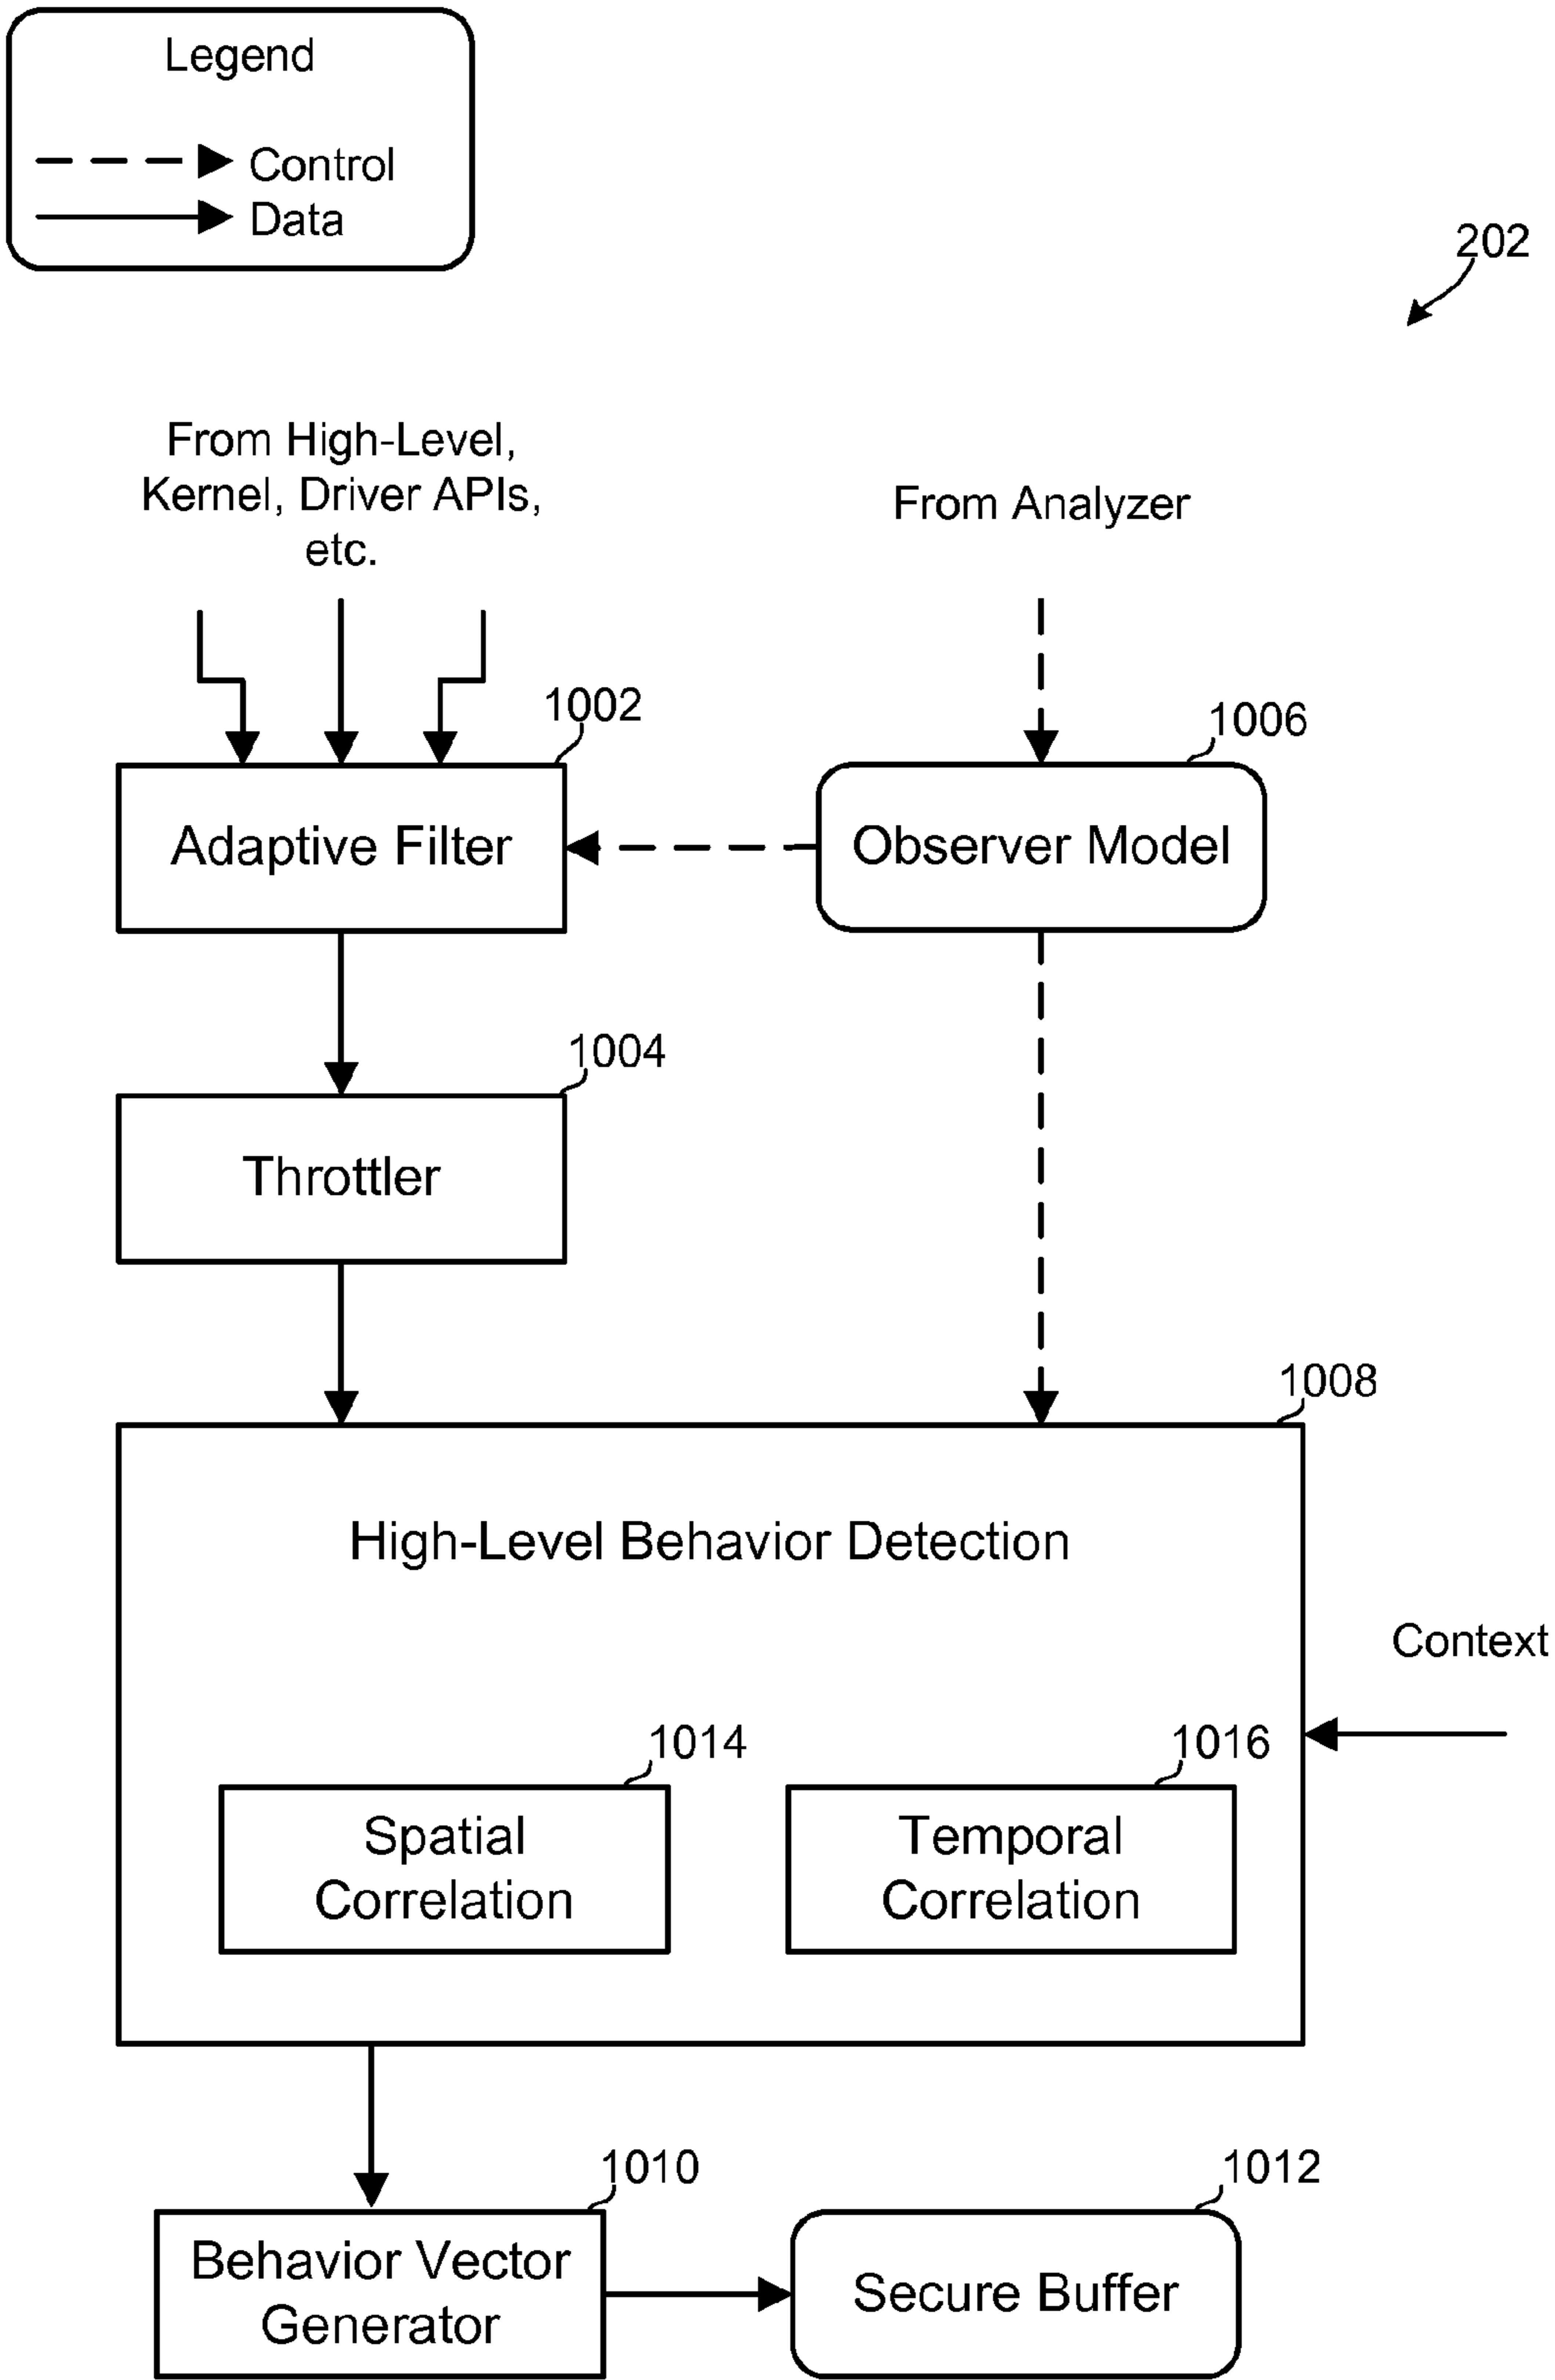 Legend
Control
Data
202
From High-Level,
Kernel, Driver APIs,
etc.
From Analyzer
1002
1006
Adaptive Filter
Observer Model
1004
Throttler
1008
High-Level Behavior Detection
Context
1014
1016
Spatial
Correlation
Temporal
Correlation
1010
1012
Behavior Vector
Generator
Secure Buffer